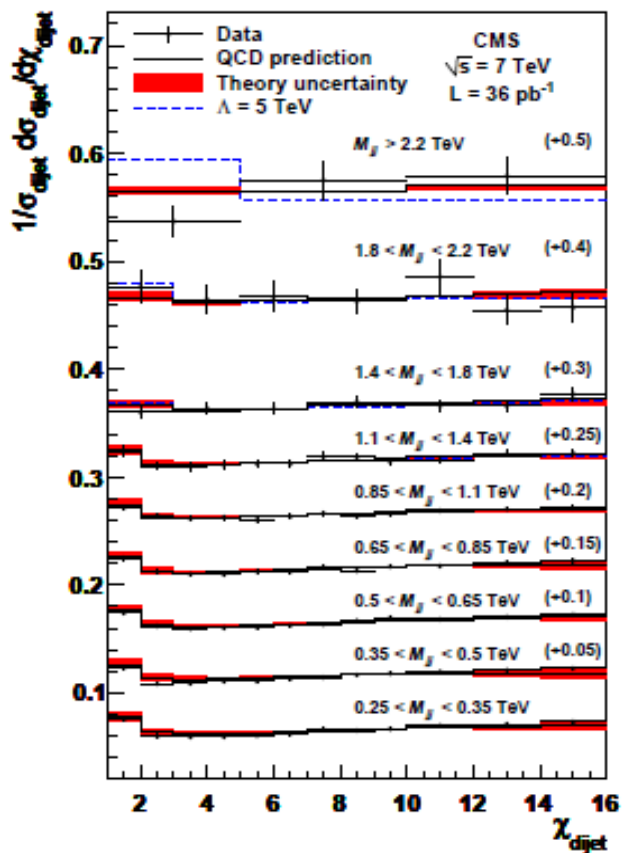 0.7
0.6
0.5
0.4
0.3
0.2
0.1
1/σ_dijet dσ_dijet/dχ_dijet
Data
QCD prediction
Theory uncertainty
Λ = 5 TeV
CMS
√s = 7 TeV
L = 36 pb⁻¹
M_jj > 2.2 TeV (+0.5)
1.8 < M_jj < 2.2 TeV (+0.4)
1.4 < M_jj < 1.8 TeV (+0.3)
1.1 < M_jj < 1.4 TeV (+0.25)
0.85 < M_jj < 1.1 TeV (+0.2)
0.65 < M_jj < 0.85 TeV (+0.15)
0.5 < M_jj < 0.65 TeV (+0.1)
0.35 < M_jj < 0.5 TeV (+0.05)
0.25 < M_jj < 0.35 TeV
2 4 6 8 10 12 14 16
χ_dijet